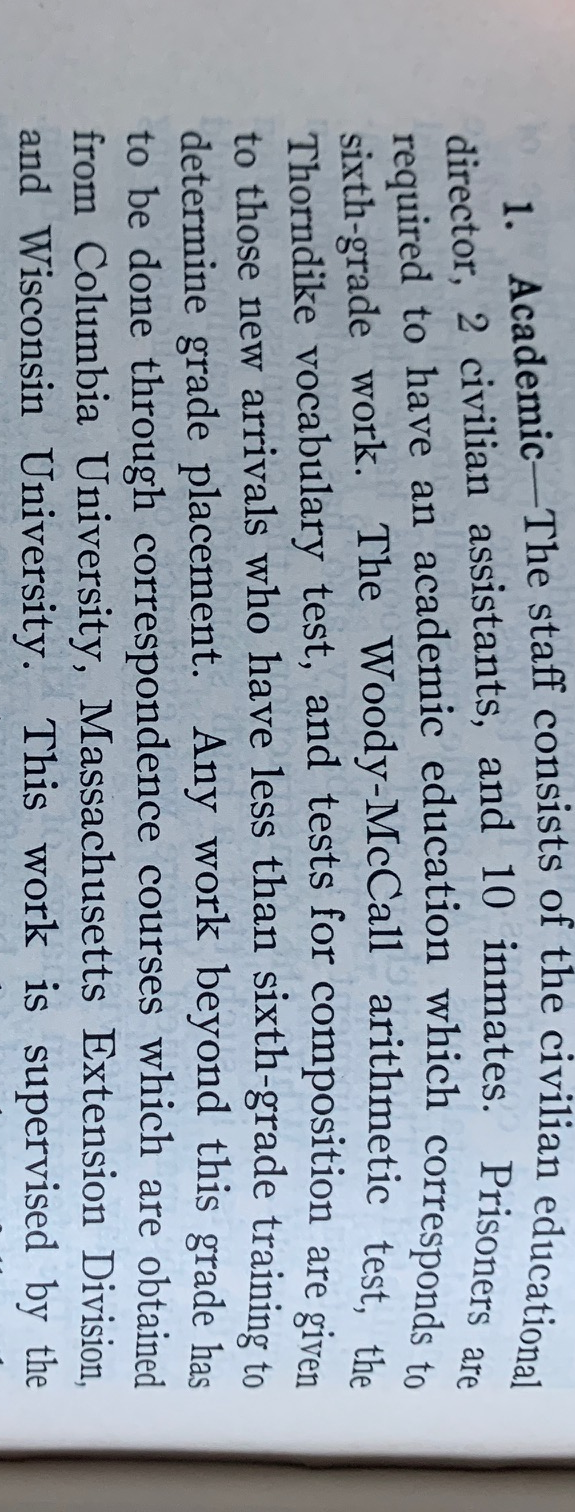 1. Academic—The staff consists of the civilian educational
director, 2 civilian assistants, and 10 inmates. Prisoners are
required to have an academic education which corresponds to
sixth-grade work. The Woody-McCall arithmetic test, the
Thorndike vocabulary test, and tests for composition are given
to those new arrivals who have less than sixth-grade training to
determine grade placement. Any work beyond this grade has
to be done through correspondence courses which are obtained
from Columbia University, Massachusetts Extension Division,
and Wisconsin University. This work is supervised by the